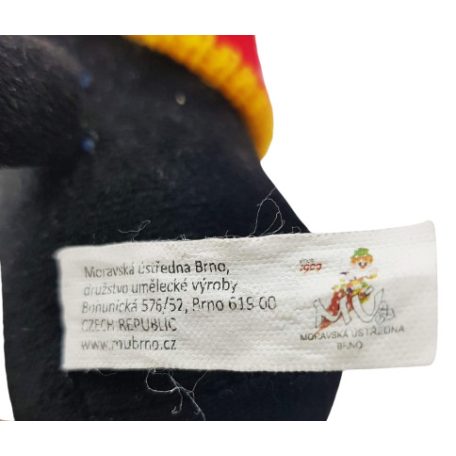 Moravská ústředna Brno,
družstvo umělecké výroby
Bohunická 576/52, Brno 619 00
CZECH REPUBLIC
www.mubrno.cz
MU
MORAVSKÁ ÚSTŘEDNA
BRNO